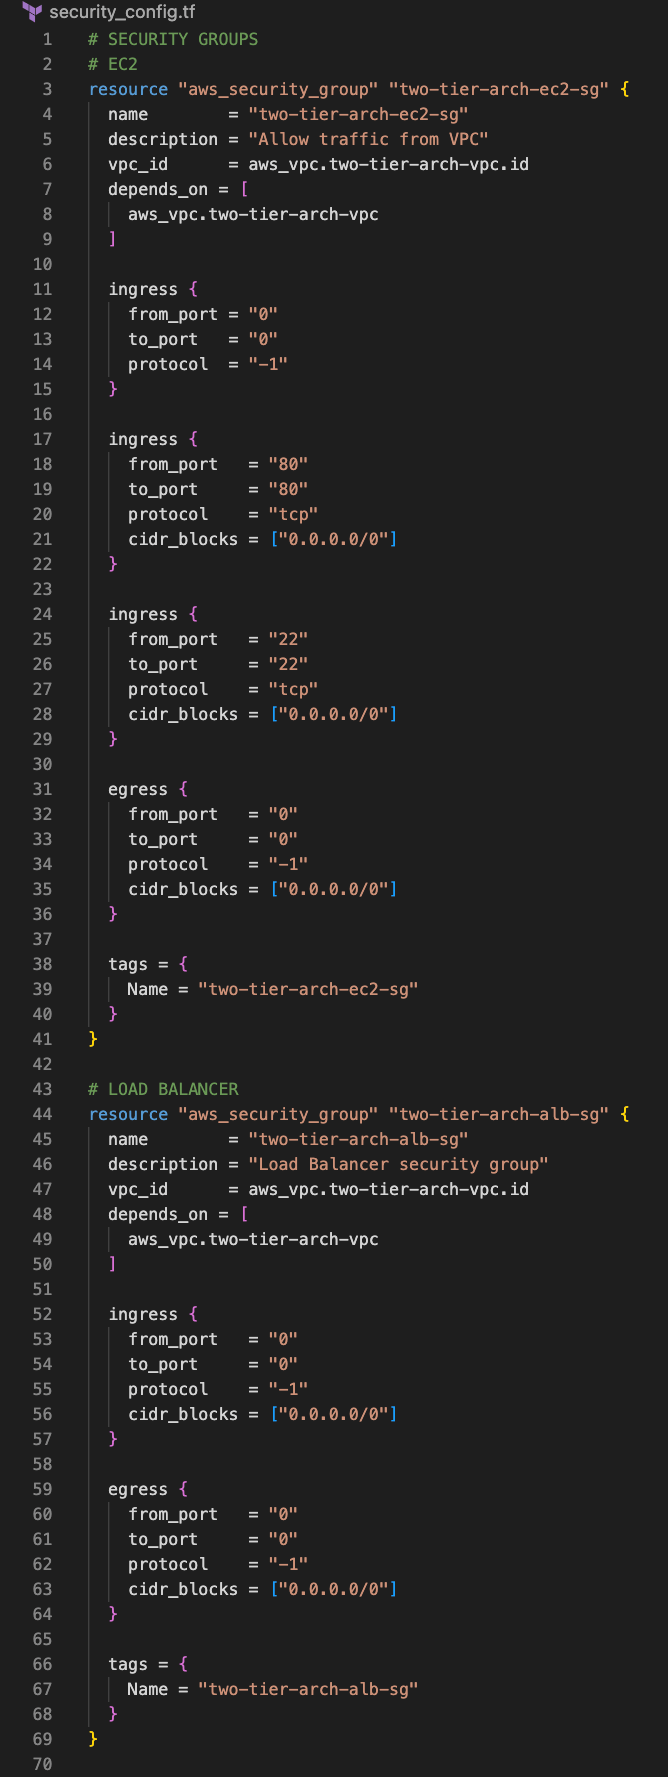 security_config.tf
1 # SECURITY GROUPS
2 # EC2
3 resource "aws_security_group" "two-tier-arch-ec2-sg" {
4   name        = "two-tier-arch-ec2-sg"
5   description = "Allow traffic from VPC"
6   vpc_id      = aws_vpc.two-tier-arch-vpc.id
7   depends_on = [
8     aws_vpc.two-tier-arch-vpc
9   ]
10
11   ingress {
12     from_port = "0"
13     to_port   = "0"
14     protocol  = "-1"
15   }
16
17   ingress {
18     from_port   = "80"
19     to_port     = "80"
20     protocol    = "tcp"
21     cidr_blocks = ["0.0.0.0/0"]
22   }
23
24   ingress {
25     from_port   = "22"
26     to_port     = "22"
27     protocol    = "tcp"
28     cidr_blocks = ["0.0.0.0/0"]
29   }
30
31   egress {
32     from_port   = "0"
33     to_port     = "0"
34     protocol    = "-1"
35     cidr_blocks = ["0.0.0.0/0"]
36   }
37
38   tags = {
39     Name = "two-tier-arch-ec2-sg"
40   }
41 }
42
43 # LOAD BALANCER
44 resource "aws_security_group" "two-tier-arch-alb-sg" {
45   name        = "two-tier-arch-alb-sg"
46   description = "Load Balancer security group"
47   vpc_id      = aws_vpc.two-tier-arch-vpc.id
48   depends_on = [
49     aws_vpc.two-tier-arch-vpc
50   ]
51
52   ingress {
53     from_port   = "0"
54     to_port     = "0"
55     protocol    = "-1"
56     cidr_blocks = ["0.0.0.0/0"]
57   }
58
59   egress {
60     from_port   = "0"
61     to_port     = "0"
62     protocol    = "-1"
63     cidr_blocks = ["0.0.0.0/0"]
64   }
65
66   tags = {
67     Name = "two-tier-arch-alb-sg"
68   }
69 }
70